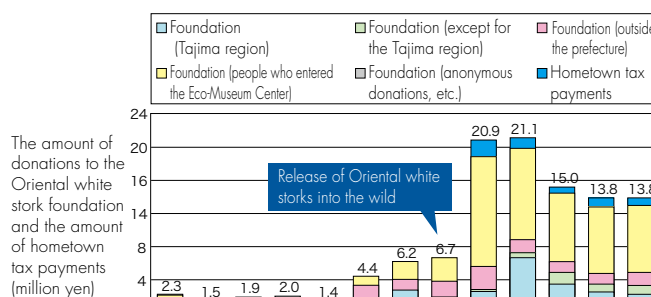 Foundation
(Tajima region)
Foundation (except for
the Tajima region)
Foundation (outside
the prefecture)
Foundation (people who entered
the Eco-Museum Center)
Foundation (anonymous
donations, etc.)
Hometown tax
payments
The amount of
donations to the
Oriental white
stork foundation
and the amount
of hometown
tax payments
(million yen)
24
20
16
14
8
4
Release of Oriental white
storks into the wild
2.3
1.5
1.9
2.0
1.4
4.4
6.2
6.7
20.9
21.1
15.0
13.8
13.8